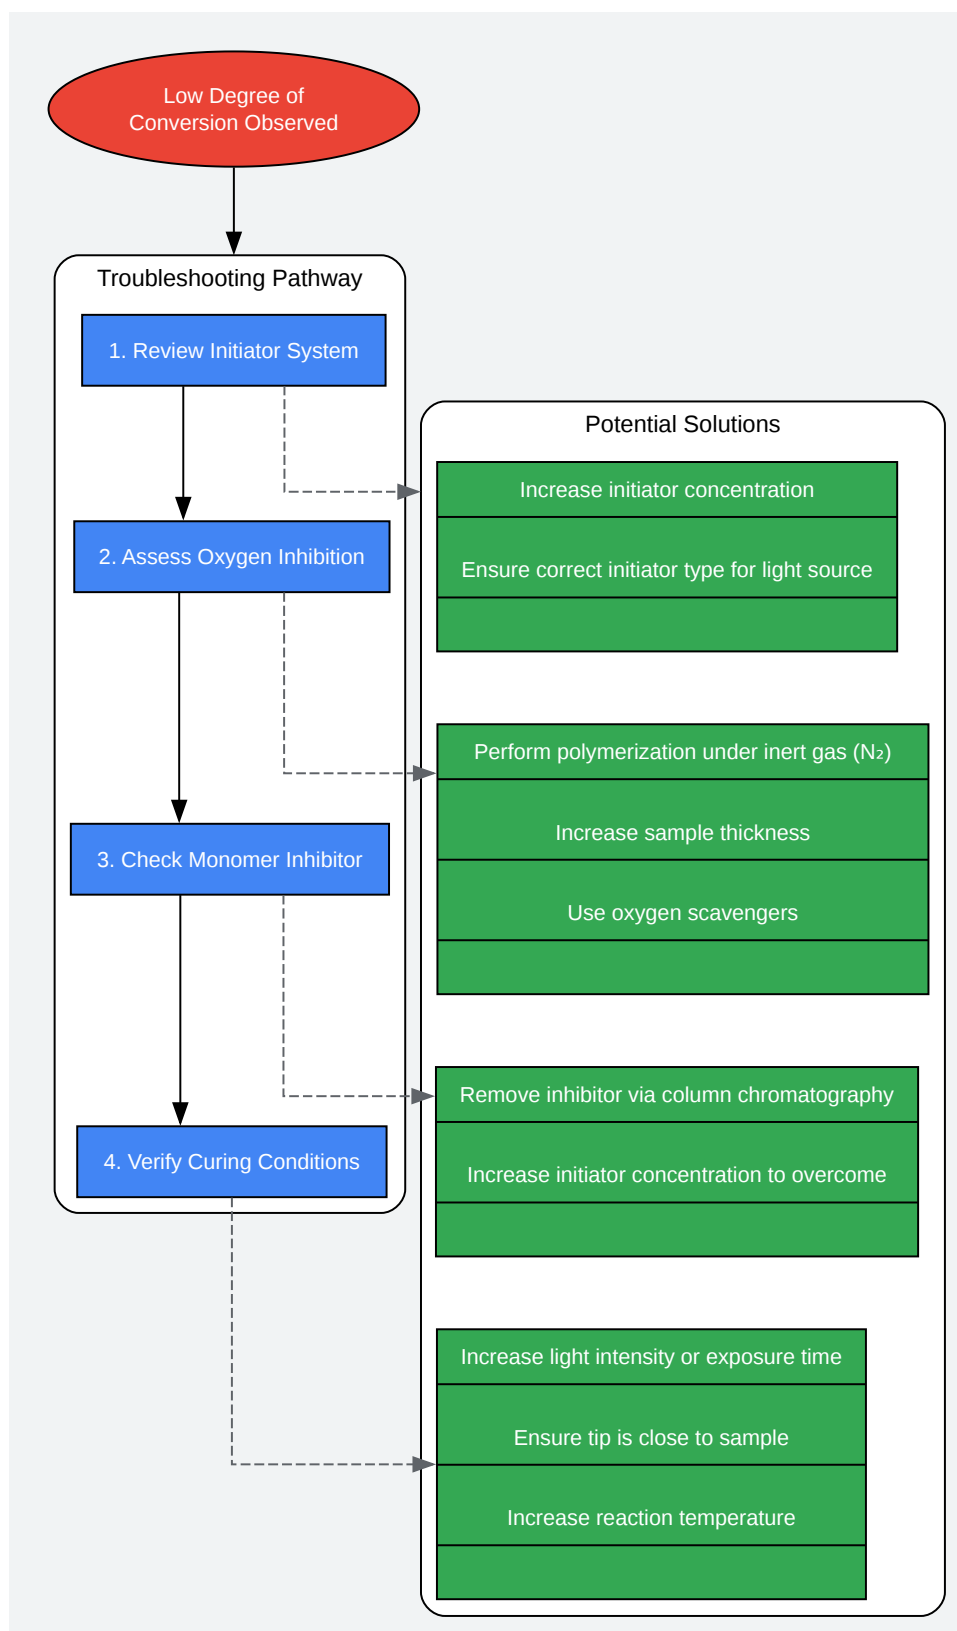 Low Degree of
Conversion Observed
Troubleshooting Pathway
1. Review Initiator System
2. Assess Oxygen Inhibition
3. Check Monomer Inhibitor
4. Verify Curing Conditions
Potential Solutions
Increase initiator concentration
Ensure correct initiator type for light source
Perform polymerization under inert gas (N₂)
Increase sample thickness
Use oxygen scavengers
Remove inhibitor via column chromatography
Increase initiator concentration to overcome
Increase light intensity or exposure time
Ensure tip is close to sample
Increase reaction temperature